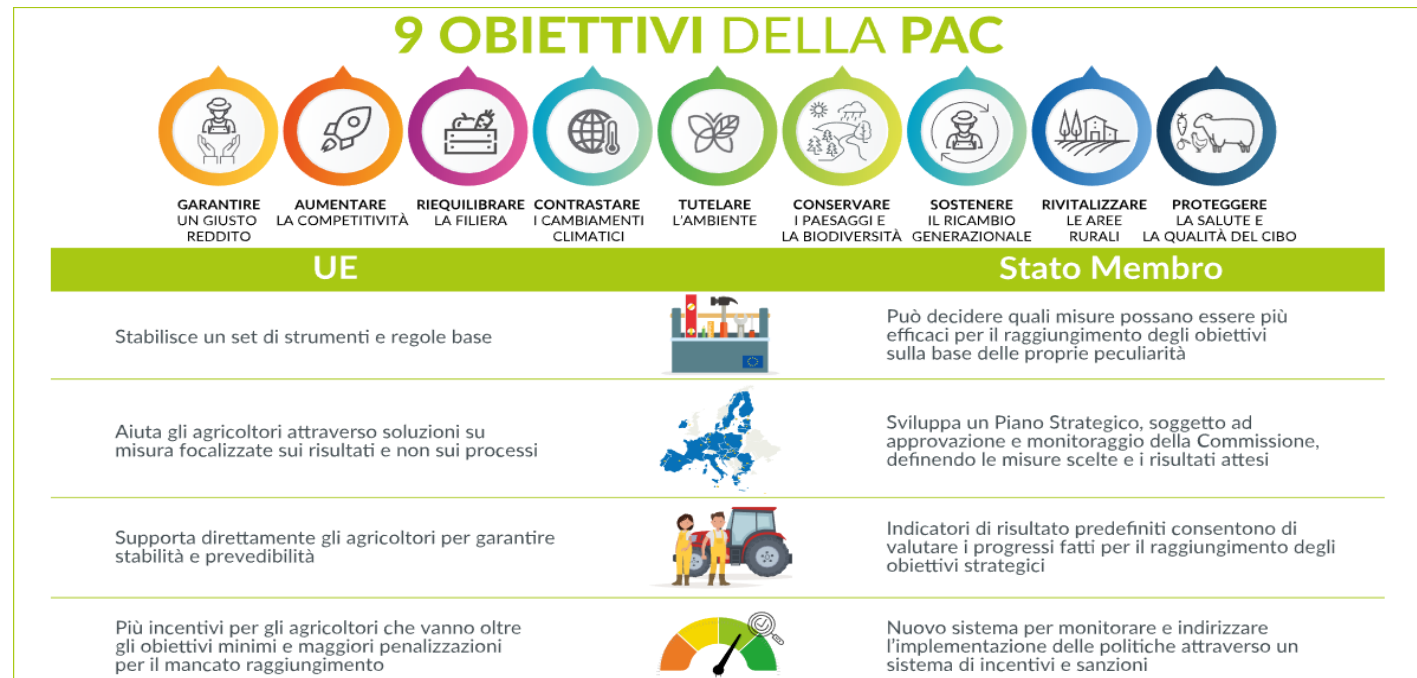 9 OBIETTIVI DELLA PAC
GARANTIRE
UN GIUSTO
REDDITO
AUMENTARE
LA COMPETITIVITÀ
RIEQUILIBRARE
LA FILIERA
CONTRASTARE
I CAMBIAMENTI
CLIMATICI
TUTELARE
L'AMBIENTE
CONSERVARE
I PAESAGGI E
LA BIODIVERSITÀ
SOSTENERE
IL RICAMBIO
GENERAZIONALE
RIVITALIZZARE
LE AREE
RURALI
PROTEGGERE
LA SALUTE E
LA QUALITÀ DEL CIBO
UE
Stato Membro
Stabilisce un set di strumenti e regole base
Può decidere quali misure possano essere più
efficaci per il raggiungimento degli obiettivi
sulla base delle proprie peculiarità
Aiuta gli agricoltori attraverso soluzioni su
misura focalizzate sui risultati e non sui processi
Sviluppa un Piano Strategico, soggetto ad
approvazione e monitoraggio della Commissione,
definendo le misure scelte e i risultati attesi
Supporta direttamente gli agricoltori per garantire
stabilità e prevedibilità
Indicatori di risultato predefiniti consentono di
valutare i progressi fatti per il raggiungimento degli
obiettivi strategici
Più incentivi per gli agricoltori che vanno oltre
gli obiettivi minimi e maggiori penalizzazioni
per il mancato raggiungimento
Nuovo sistema per monitorare e indirizzare
l'implementazione delle politiche attraverso un
sistema di incentivi e sanzioni